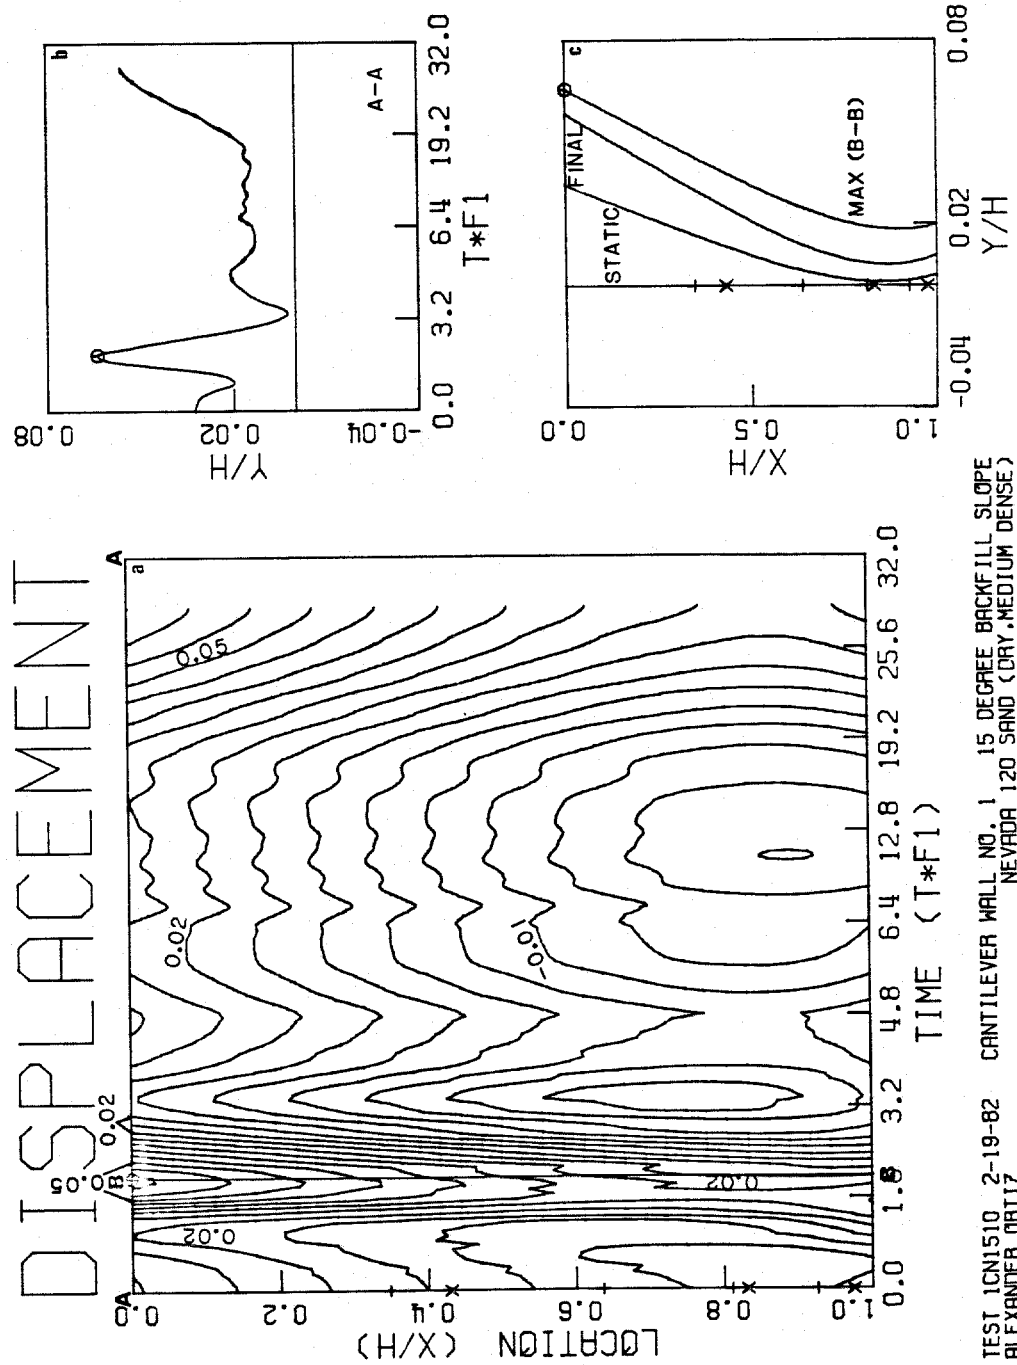 DISPLACEMENT
A
A
a
0.05
0.02
B
0.02
0.02
-0.01
0.05
0.02
B
0.0
0.2
0.4
0.6
0.8
1.0
LOCATION
(X/H)
0.0
1.6
3.2
4.8
6.4
12.8
19.2
25.6
32.0
TIME (T*F1)
b
0.08
0.02
-0.04
Y/H
A-A
0.0
3.2
6.4
19.2
32.0
T*F1
c
0.0
0.5
1.0
X/H
STATIC
FINAL
MAX (B-B)
-0.04
0.02
0.08
Y/H
TEST 1CN1510 2-19-82 CANTILEVER WALL NO. 1 15 DEGREE BACKFILL SLOPE
ALEXANDER ORTIZ NEVADA 120 SAND (DRY,MEDIUM DENSE)